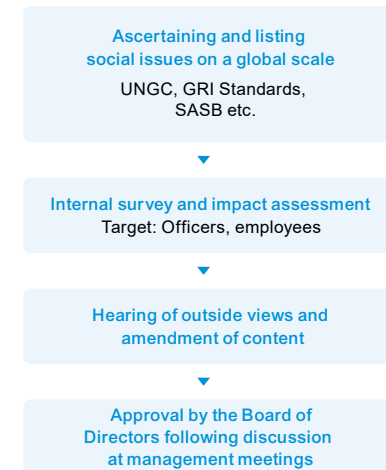 Ascertaining and listing
social issues on a global scale
UNGC, GRI Standards,
SASB etc.
Internal survey and impact assessment
Target: Officers, employees
Hearing of outside views and
amendment of content
Approval by the Board of
Directors following discussion
at management meetings